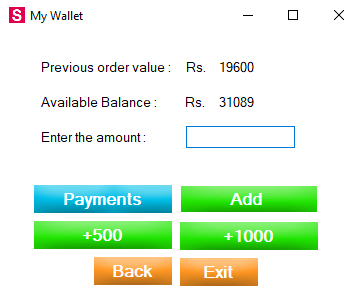 S My Wallet
Previous order value : Rs. 19600
Available Balance : Rs. 31089
Enter the amount :
Payments Add
+500 +1000
Back Exit